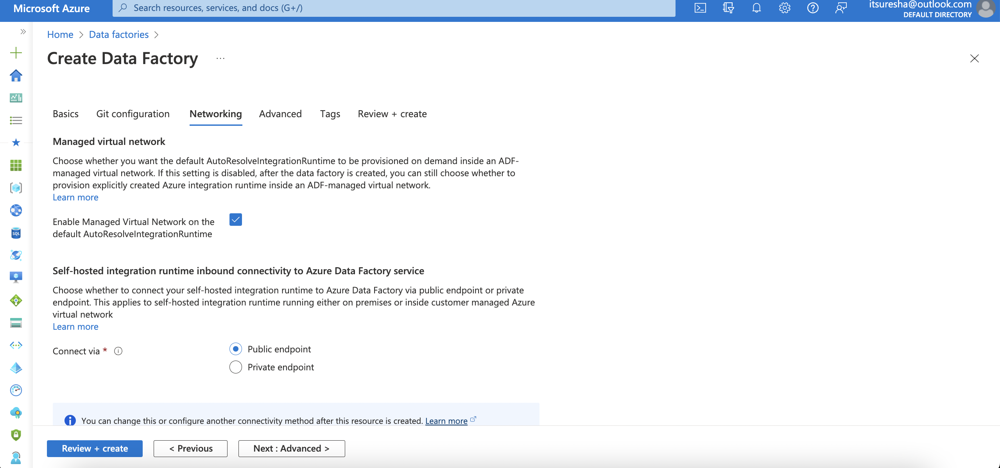 Microsoft Azure
Search resources, services, and docs (G+/)
itsuresha@outlook.com
DEFAULT DIRECTORY
Home > Data factories >
Create Data Factory ...
Basics Git configuration Networking Advanced Tags Review + create
Managed virtual network
Choose whether you want the default AutoResolveIntegrationRuntime to be provisioned on demand inside an ADF-
managed virtual network. If this setting is disabled, after the data factory is created, you can still choose whether to
provision explicitly created Azure integration runtime inside an ADF-managed virtual network.
Learn more
Enable Managed Virtual Network on the
default AutoResolveIntegrationRuntime
Self-hosted integration runtime inbound connectivity to Azure Data Factory service
Choose whether to connect your self-hosted integration runtime to Azure Data Factory via public endpoint or private
endpoint. This applies to self-hosted integration runtime running either on premises or inside customer managed Azure
virtual network
Learn more
Connect via *
Public endpoint
Private endpoint
You can change this or configure another connectivity method after this resource is created. Learn more
Review + create < Previous Next : Advanced >
SQL